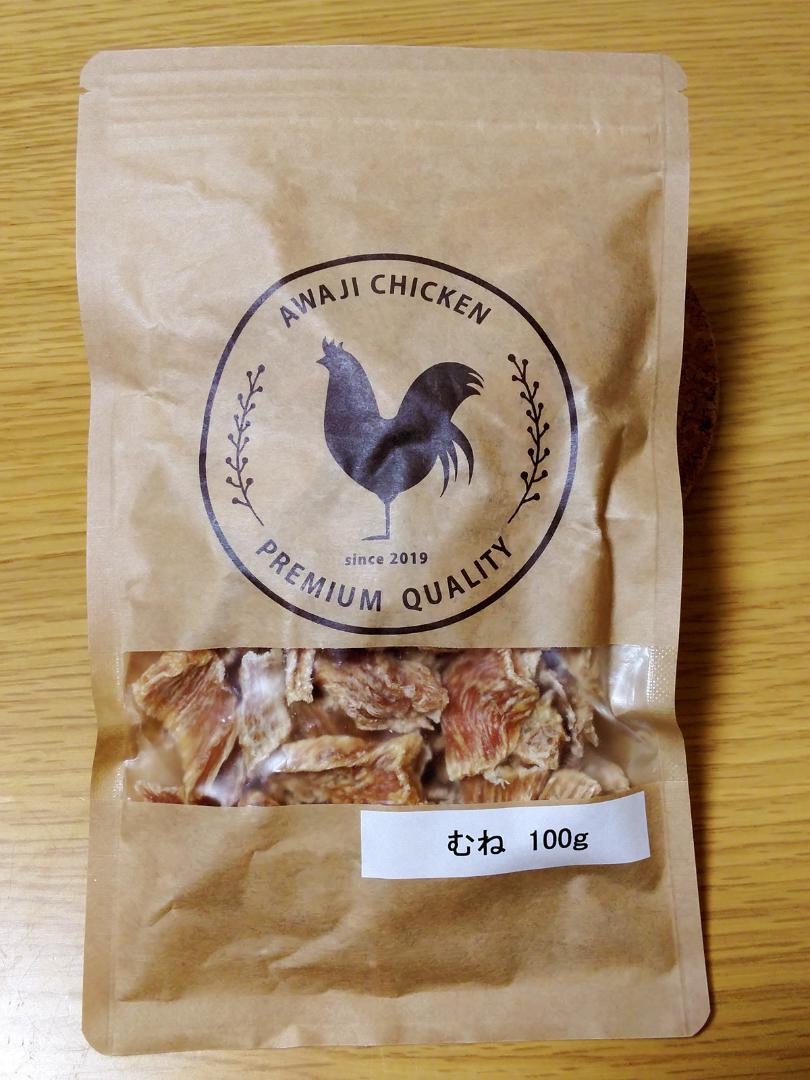 AWAJI CHICKEN
since 2019
PREMIUM QUALITY
むね 100g